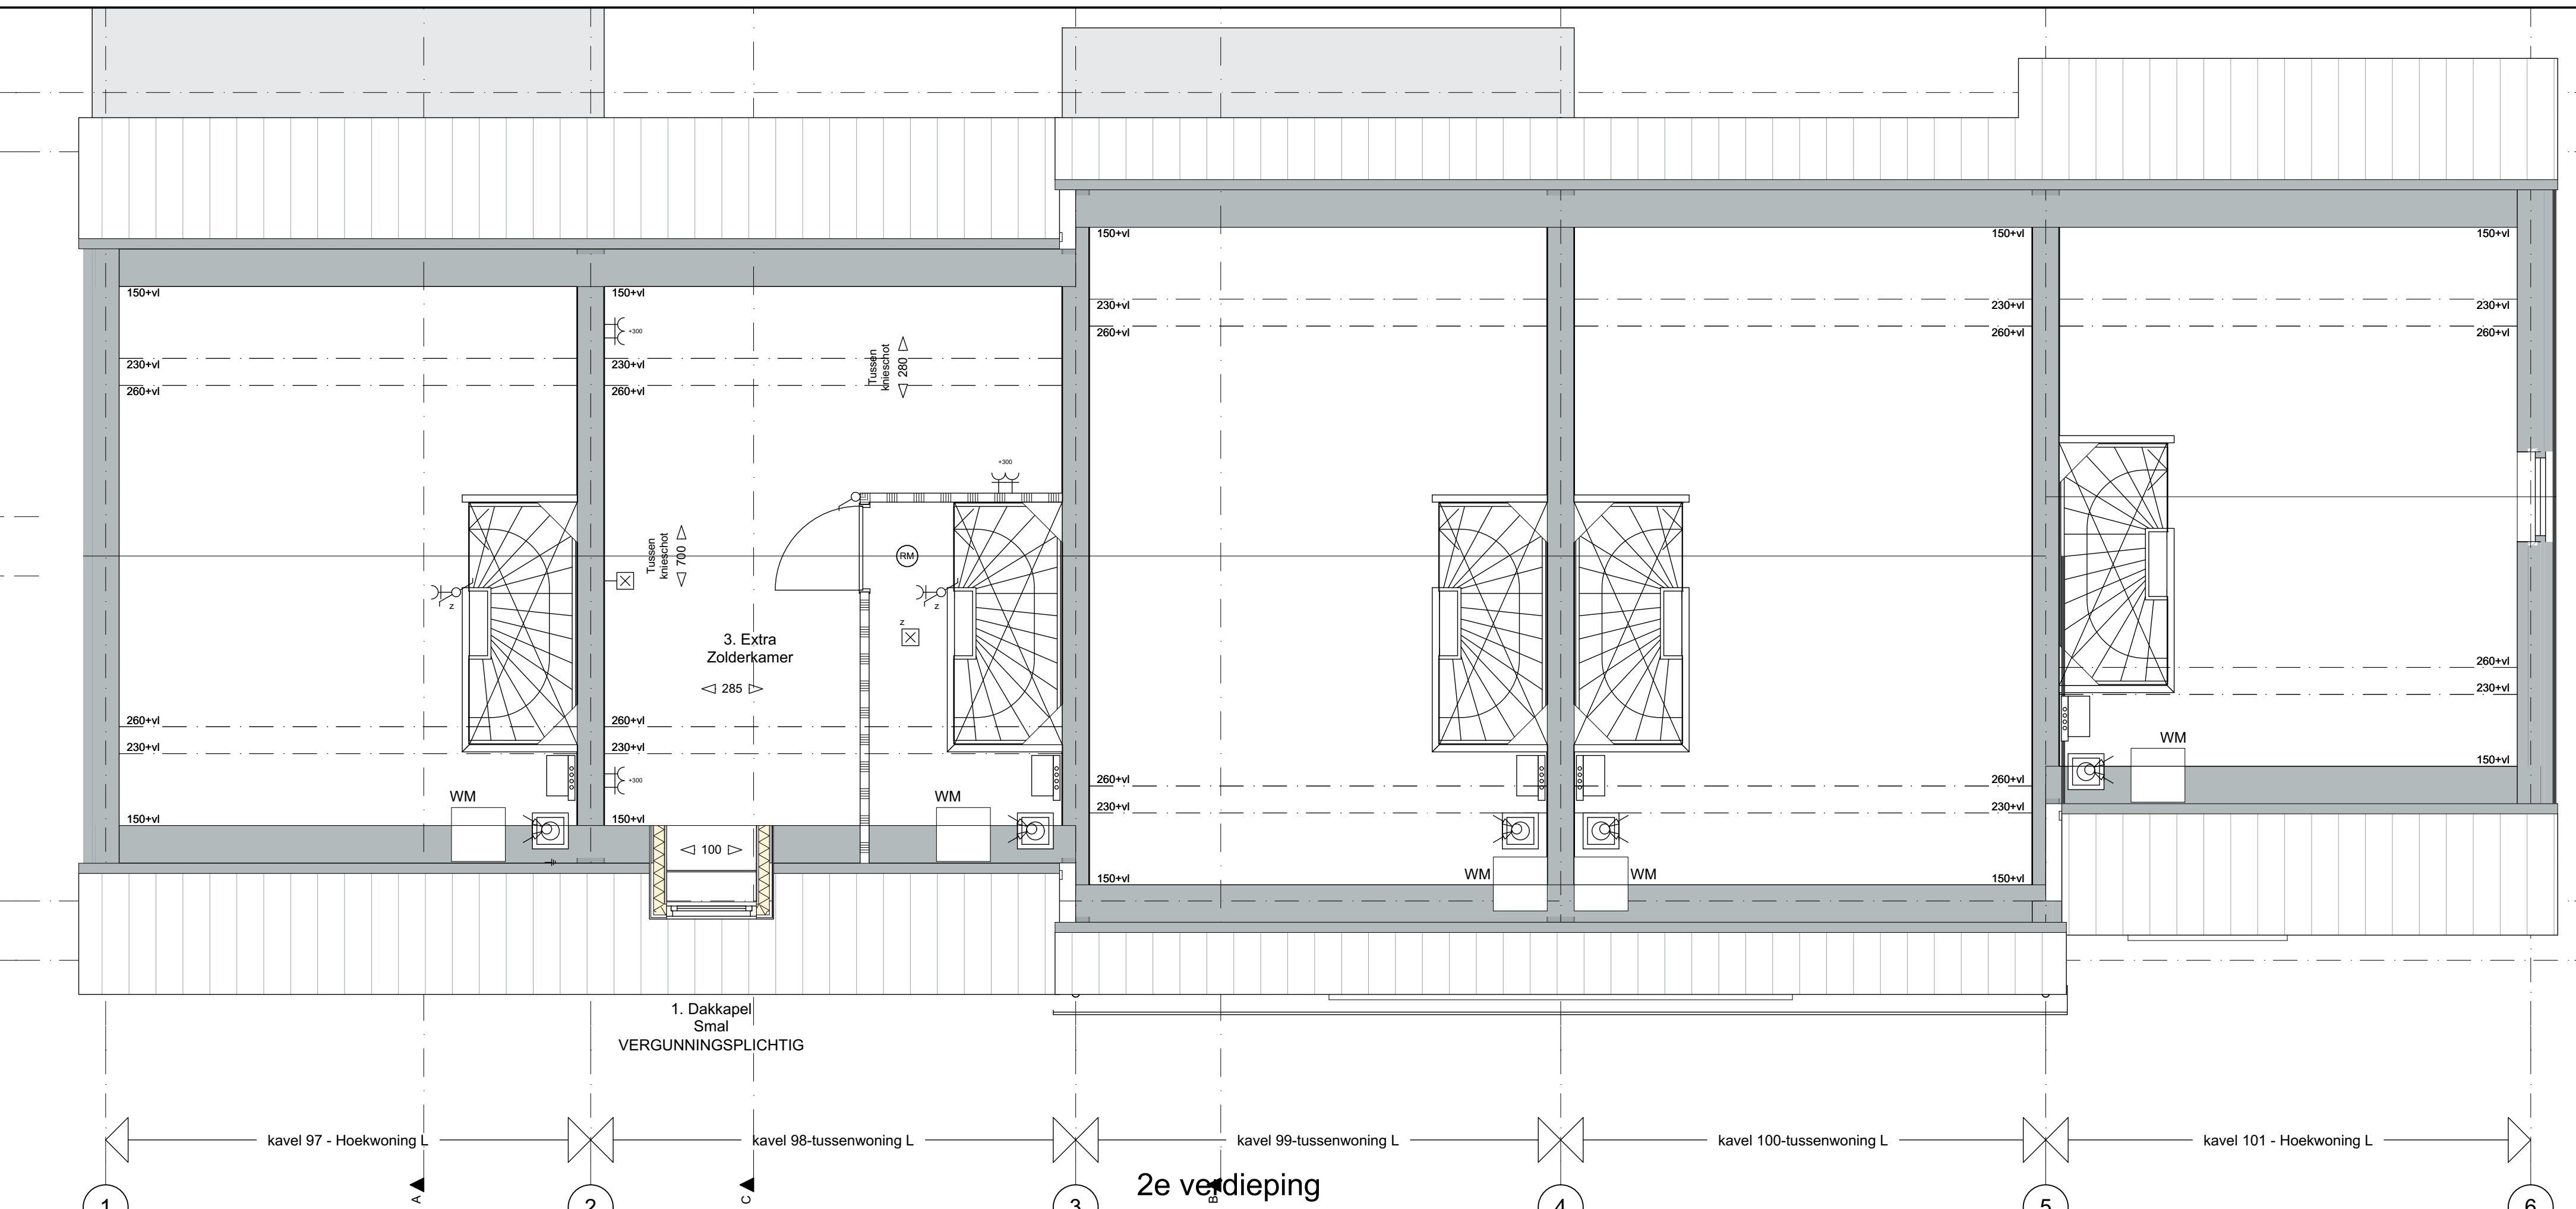 150+vl
150+vl
150+vl
150+vl
150+vl
230+vl
260+vl
230+vl
260+vl
230+vl
260+vl
230+vl
260+vl
230+vl
260+vl
+300
Tussen
knieschot
280
+300
Tussen
knieschot
700
RM
z
z
z
3. Extra
Zolderkamer
285
260+vl
230+vl
150+vl
260+vl
230+vl
150+vl
+300
WM
WM
100
260+vl
230+vl
150+vl
260+vl
230+vl
150+vl
WM
WM
260+vl
230+vl
WM
150+vl
1. Dakkapel
Smal
VERGUNNINGSPLICHTIG
kavel 97 - Hoekwoning L
kavel 98-tussenwoning L
kavel 99-tussenwoning L
kavel 100-tussenwoning L
kavel 101 - Hoekwoning L
A
C
B
2e verdieping
1
2
3
4
5
6